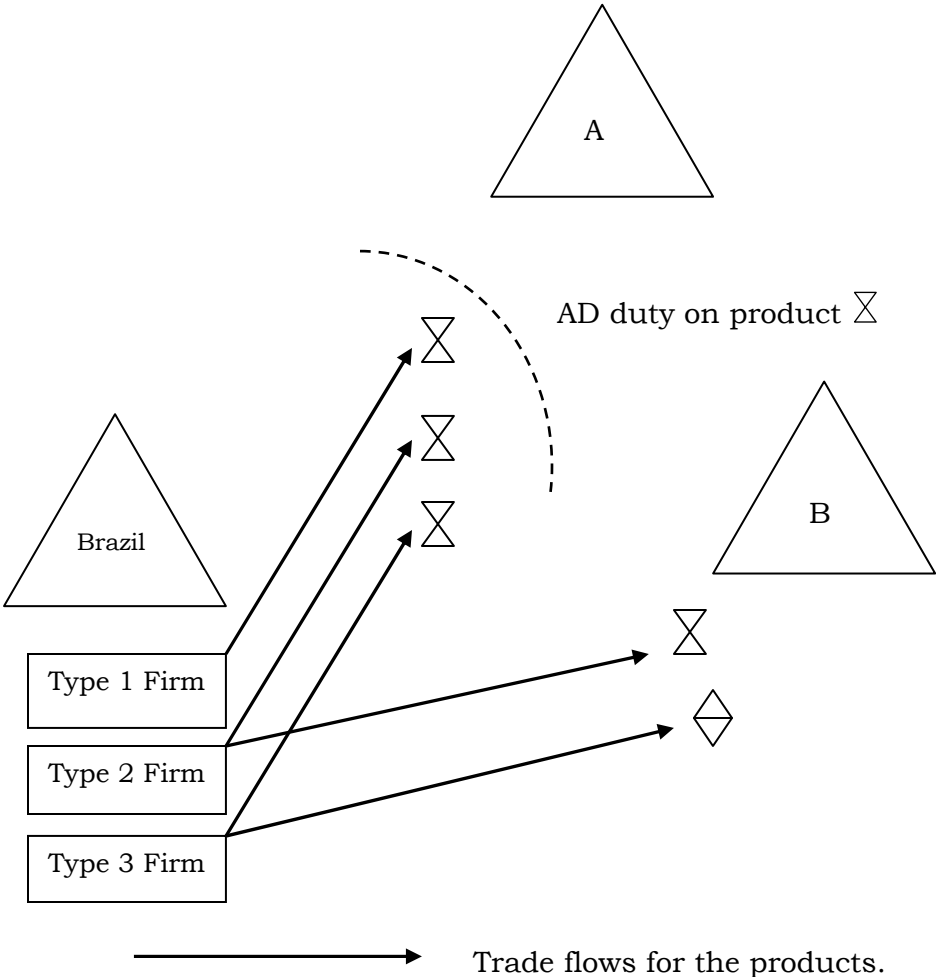 A
AD duty on product
Brazil
B
Type 1 Firm
Type 2 Firm
Type 3 Firm
Trade flows for the products.